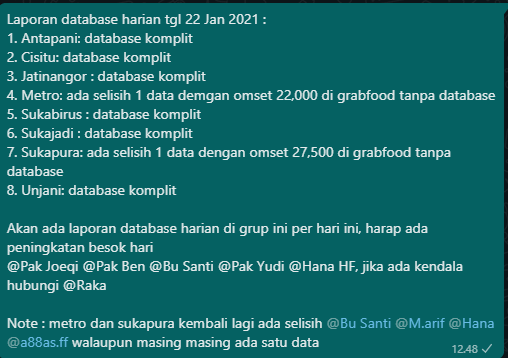 Laporan database harian tgl 22 Jan 2021 :
1. Antapani: database komplit
2. Cisitu: database komplit
3. Jatinangor : database komplit
4. Metro: ada selisih 1 data demgan omset 22,000 di grabfood tanpa database
5. Sukabirus : database komplit
6. Sukajadi : database komplit
7. Sukapura: ada selisih 1 data dengan omset 27,500 di grabfood tanpa
database
8. Unjani: database komplit
Akan ada laporan database harian di grup ini per hari ini, harap ada
peningkatan besok hari
@Pak Joeqi @Pak Ben @Bu Santi @Pak Yudi @Hana HF, jika ada kendala
hubungi @Raka
Note : metro dan sukapura kembali lagi ada selisih @Bu Santi @M.arif @Hana
@a88as.ff walaupun masing masing ada satu data
12.48